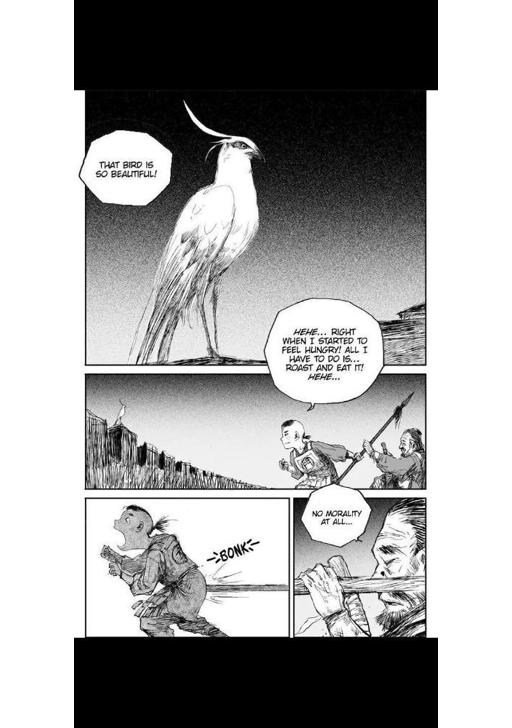 THAT BIRD IS
SO BEAUTIFUL!
HEHE... RIGHT
WHEN I STARTED TO
FEEL HUNGRY! ALL I
HAVE TO DO IS...
ROAST AND EAT IT!
HEHE...
BONK
NO MORALITY
AT ALL...